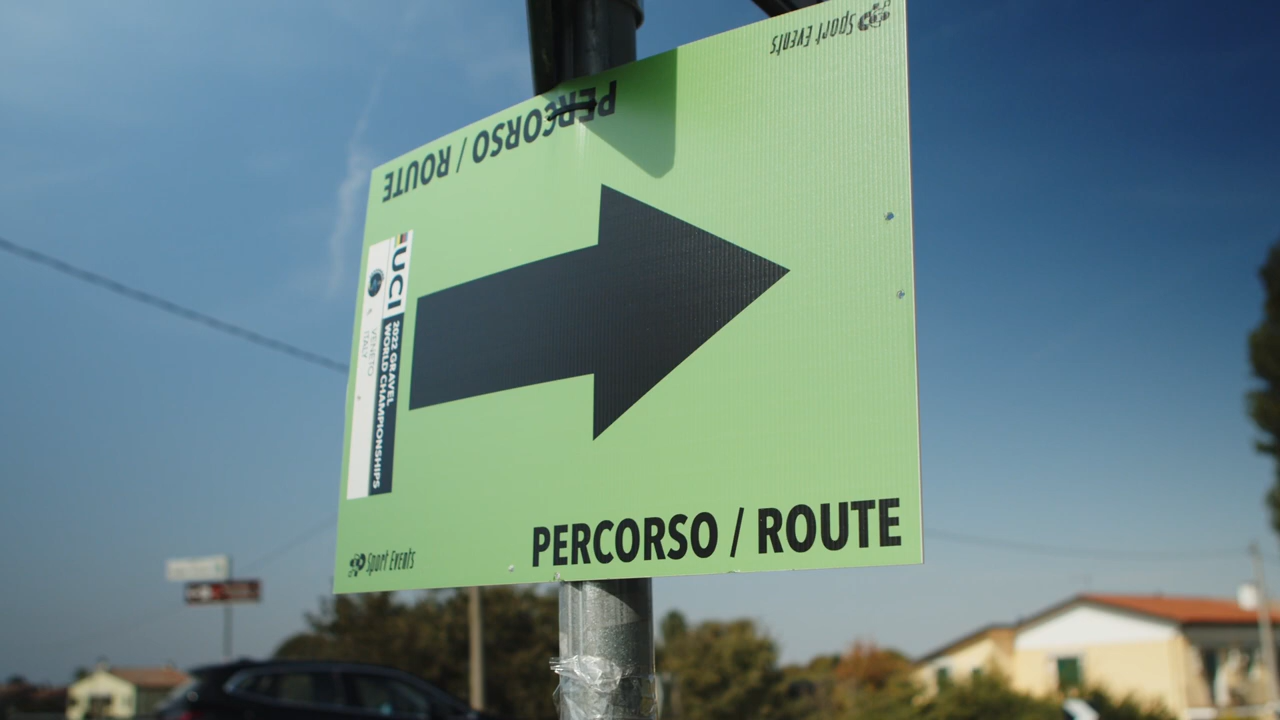 Sport Events
PERCORSO / ROUTE
UCI
2022 GRAVEL
WORLD CHAMPIONSHIPS
VENETO
ITALY
PERCORSO / ROUTE
Sport Events